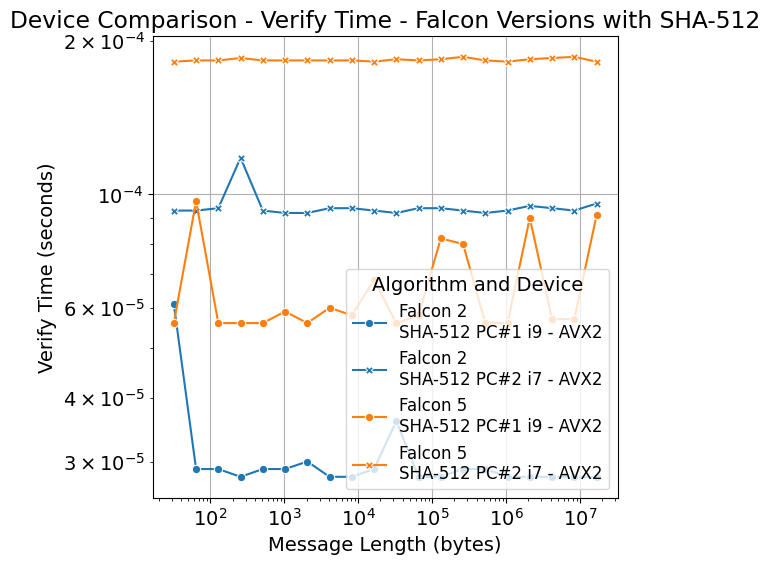 Device Comparison - Verify Time - Falcon Versions with SHA-512
2 × 10⁻⁴
10⁻⁴
6 × 10⁻⁵
4 × 10⁻⁵
3 × 10⁻⁵
Verify Time (seconds)
Algorithm and Device
Falcon 2
SHA-512 PC#1 i9 - AVX2
Falcon 2
SHA-512 PC#2 i7 - AVX2
Falcon 5
SHA-512 PC#1 i9 - AVX2
Falcon 5
SHA-512 PC#2 i7 - AVX2
10² 10³ 10⁴ 10⁵ 10⁶ 10⁷
Message Length (bytes)